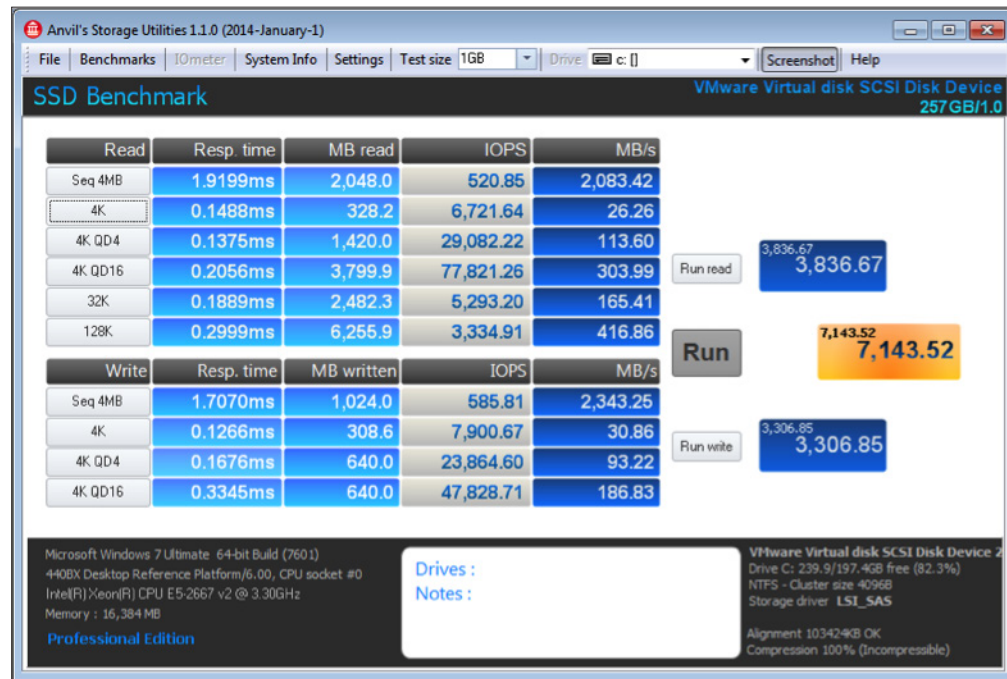 Anvil's Storage Utilities 1.1.0 (2014-January-1)
File Benchmarks IOmeter System Info Settings Test size 1GB Drive c: [] Screenshot Help
SSD Benchmark
VMware Virtual disk SCSI Disk Device
257GB/1.0
Read Resp. time MB read IOPS MB/s
Seq 4MB 1.9199ms 2,048.0 520.85 2,083.42
4K 0.1488ms 328.2 6,721.64 26.26
4K QD4 0.1375ms 1,420.0 29,082.22 113.60
4K QD16 0.2056ms 3,799.9 77,821.26 303.99
32K 0.1889ms 2,482.3 5,293.20 165.41
128K 0.2999ms 6,255.9 3,334.91 416.86
Run read
3,836.67
3,836.67
Run
7,143.52
7,143.52
Write Resp. time MB written IOPS MB/s
Seq 4MB 1.7070ms 1,024.0 585.81 2,343.25
4K 0.1266ms 308.6 7,900.67 30.86
4K QD4 0.1676ms 640.0 23,864.60 93.22
4K QD16 0.3345ms 640.0 47,828.71 186.83
Run write
3,306.85
3,306.85
Microsoft Windows 7 Ultimate 64-bit Build (7601)
440BX Desktop Reference Platform/6.00, CPU socket #0
Intel(R) Xeon(R) CPU E5-2667 v2 @ 3.30GHz
Memory : 16,384 MB
Professional Edition
Drives :
Notes :
VMware Virtual disk SCSI Disk Device 2
Drive C: 239.9/197.4GB free (82.3%)
NTFS - Cluster size 4096B
Storage driver LSI_SAS
Alignment 103424KB OK
Compression 100% (Incompressible)